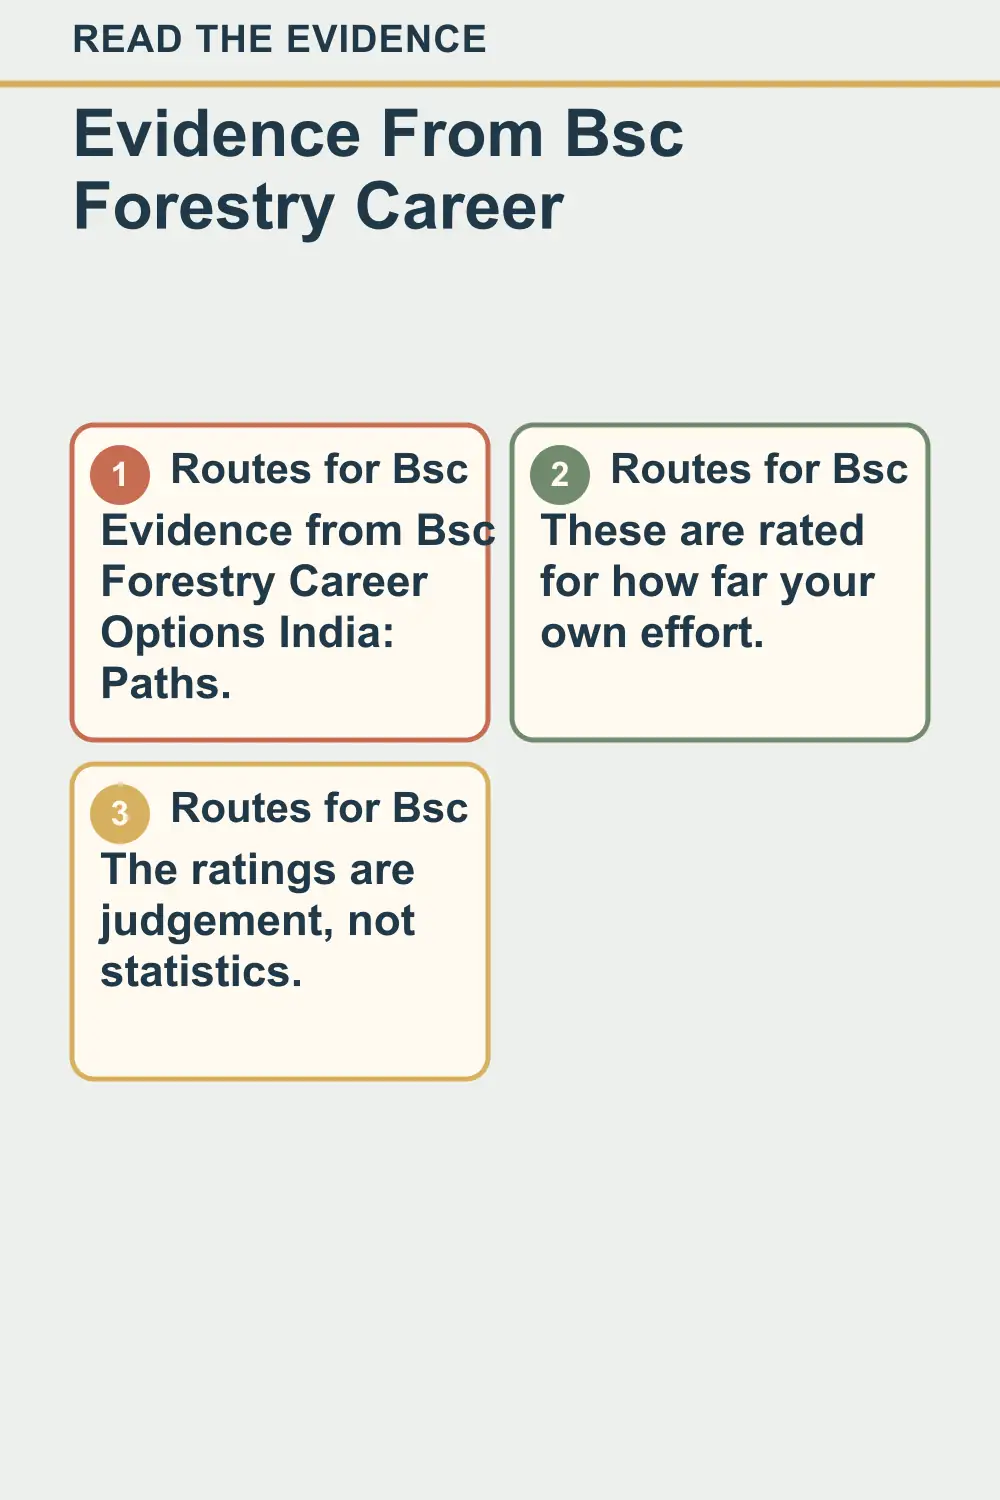 READ THE EVIDENCE
Evidence From Bsc
Forestry Career
1 Routes for Bsc
Evidence from Bsc
Forestry Career
Options India:
Paths.
2 Routes for Bsc
These are rated
for how far your
own effort.
3 Routes for Bsc
The ratings are
judgement, not
statistics.